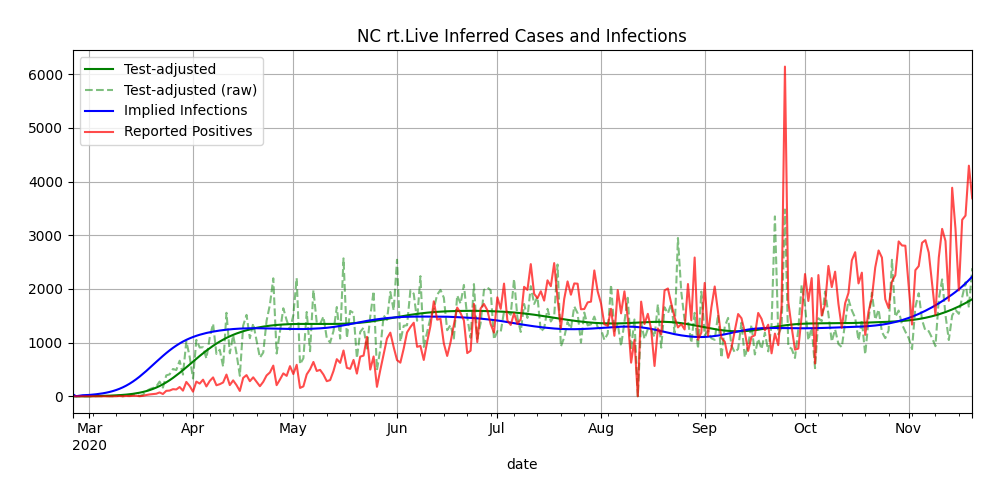 NC rt.Live Inferred Cases and Infections
6000
5000
4000
3000
2000
1000
0
Test-adjusted
Test-adjusted (raw)
Implied Infections
Reported Positives
Mar Apr May Jun Jul Aug Sep Oct Nov
2020
date